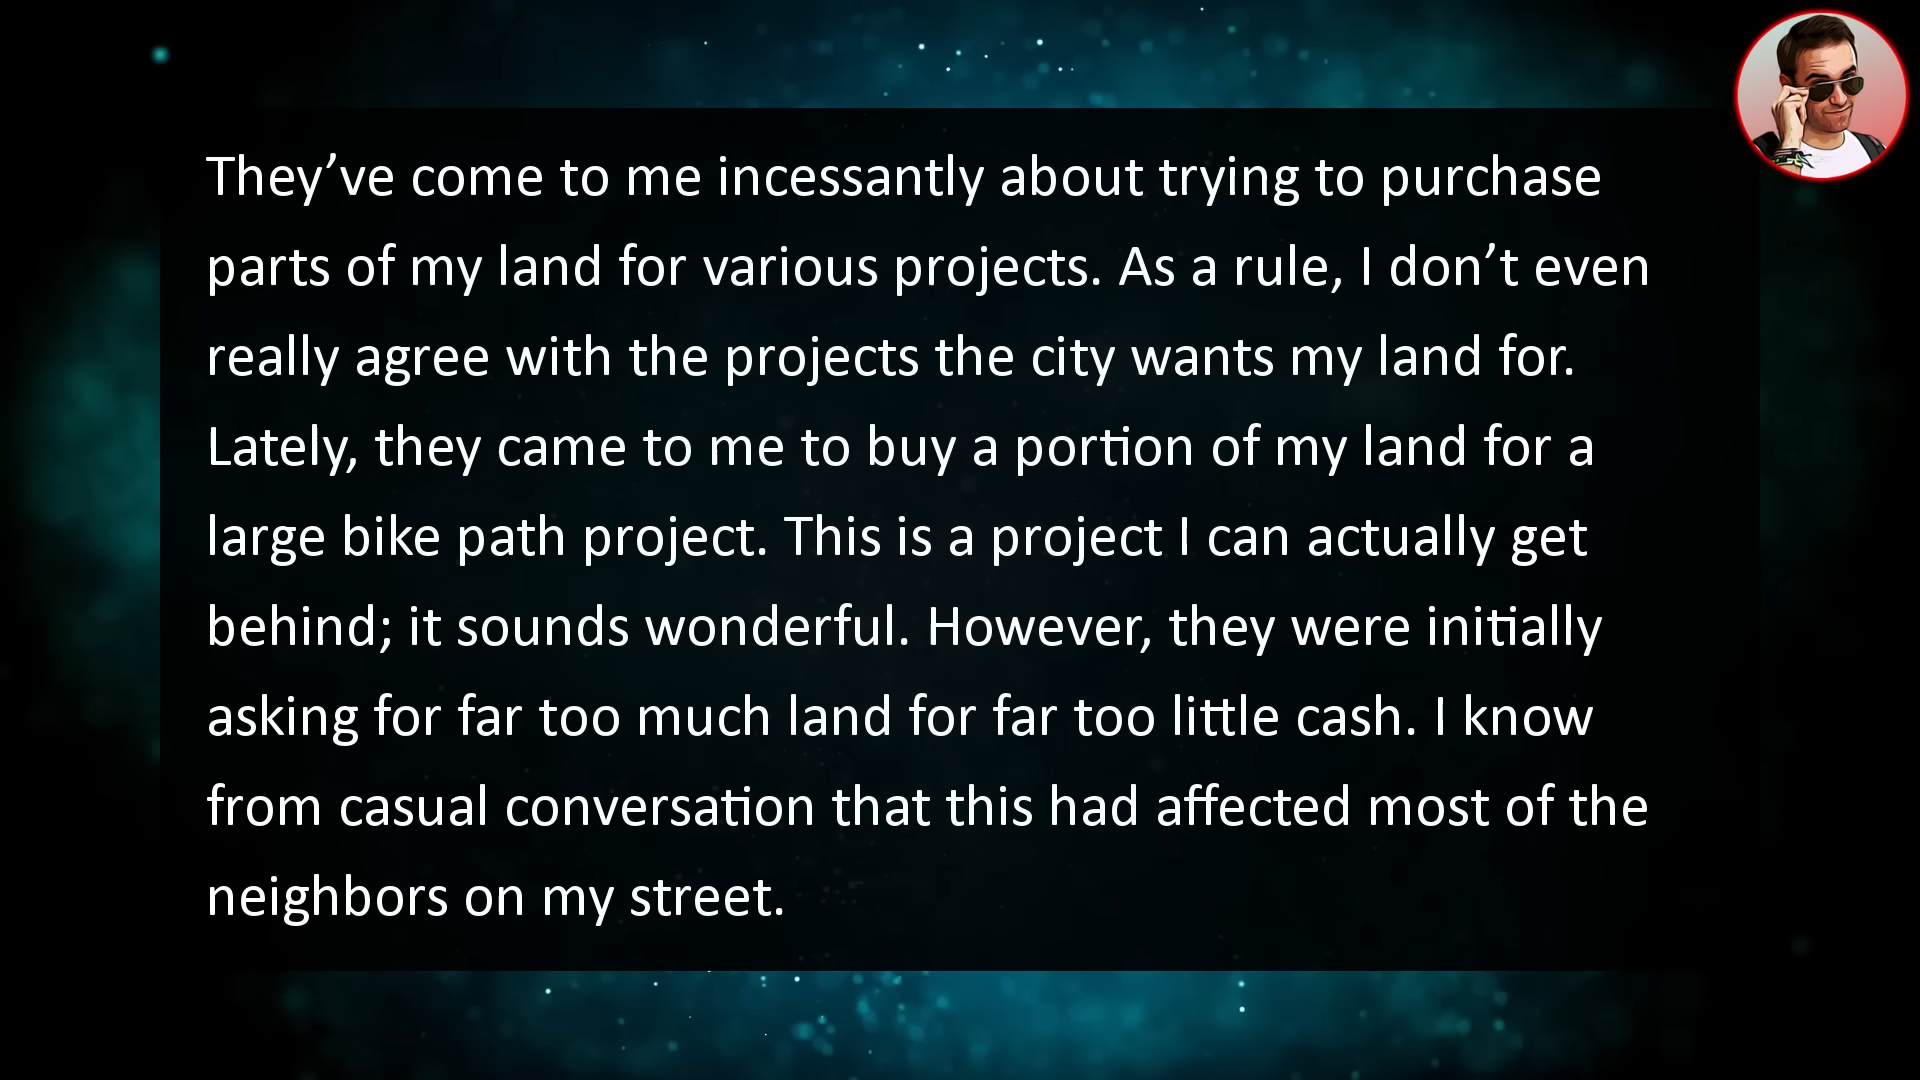 They’ve come to me incessantly about trying to purchase
parts of my land for various projects. As a rule, I don’t even
really agree with the projects the city wants my land for.
Lately, they came to me to buy a portion of my land for a
large bike path project. This is a project I can actually get
behind; it sounds wonderful. However, they were initially
asking for far too much land for far too little cash. I know
from casual conversation that this had affected most of the
neighbors on my street.